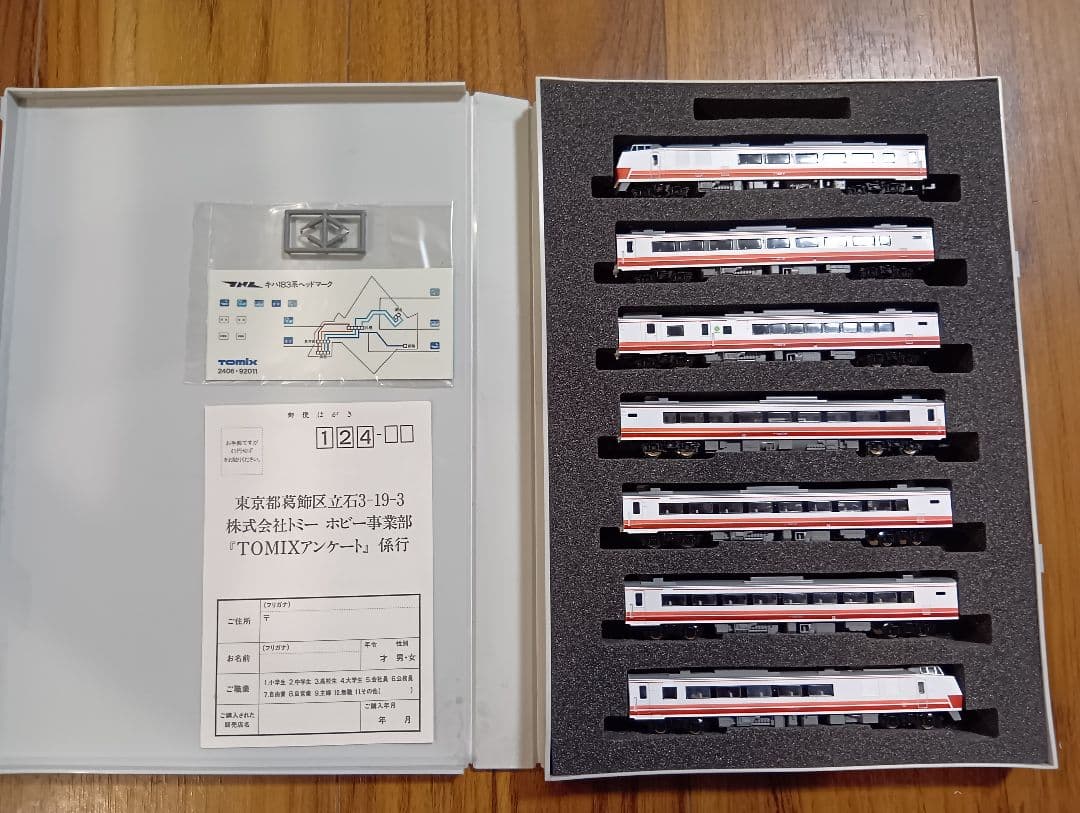 キハ183系ヘッドマーク
TOMIX
2406・92011
郵便はがき
お手数ですが
41円切手
をお貼りください。
124-
東京都葛飾区立石3-19-3
株式会社トミー ホビー事業部
『TOMIXアンケート』係行
ご住所
(フリガナ)
〒
お名前
(フリガナ)
年令 性別
才 男・女
ご職業
1.小学生 2.中学生 3.高校生 4.大学生 5.会社員 6.公務員
7.自由業 8.自営業 9.主婦 10.無職 11.その他( )
ご購入された
販売店名
ご購入年月
年 月